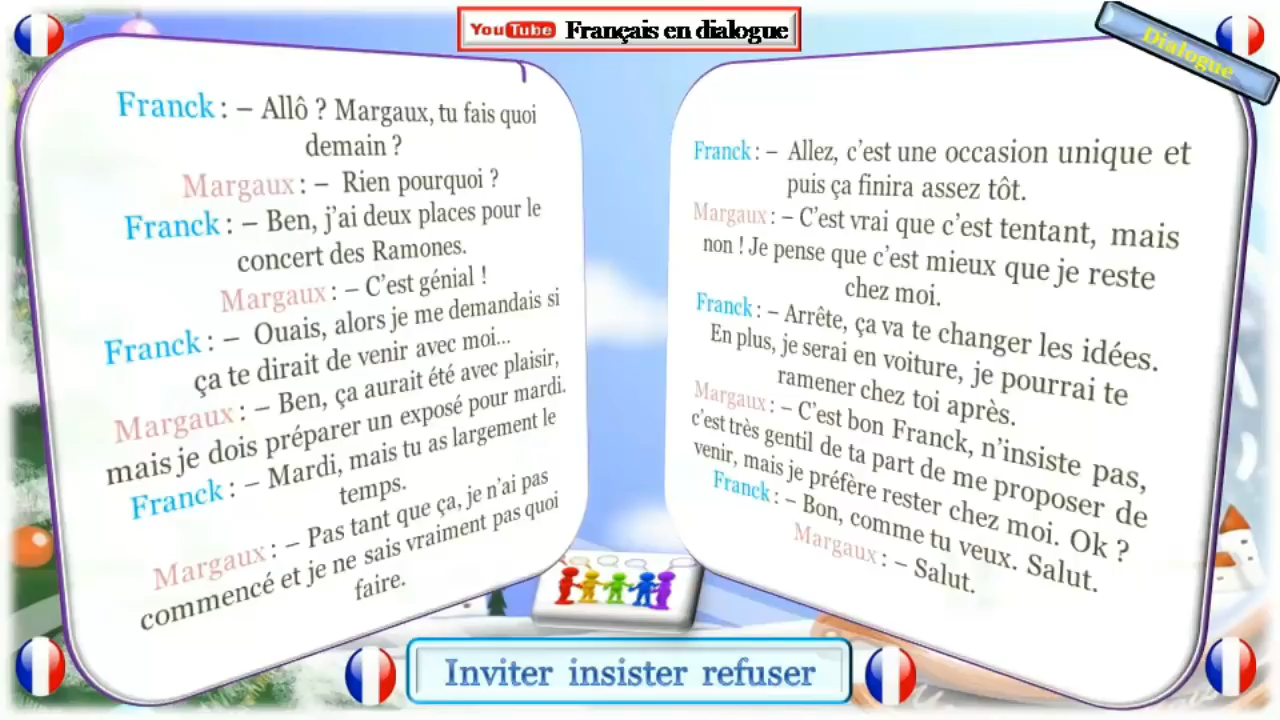 YouTube Français en dialogue
Dialogue
Franck : – Allô ? Margaux, tu fais quoi
demain ?
Margaux : – Rien pourquoi ?
Franck : – Ben, j’ai deux places pour le
concert des Ramones.
Margaux : – C’est génial !
Franck : – Ouais, alors je me demandais si
ça te dirait de venir avec moi...
Margaux : – Ben, ça aurait été avec plaisir,
mais je dois préparer un exposé pour mardi.
Franck : – Mardi, mais tu as largement le
temps.
Margaux : – Pas tant que ça, je n’ai pas
commencé et je ne sais vraiment pas quoi
faire.
Franck : – Allez, c’est une occasion unique et
puis ça finira assez tôt.
Margaux : – C’est vrai que c’est tentant, mais
non ! Je pense que c’est mieux que je reste
chez moi.
Franck : – Arrête, ça va te changer les idées.
En plus, je serai en voiture, je pourrai te
ramener chez toi après.
Margaux : – C’est bon Franck, n’insiste pas,
c’est très gentil de ta part de me proposer de
venir, mais je préfère rester chez moi. Ok ?
Franck : – Bon, comme tu veux. Salut.
Margaux : – Salut.
Inviter insister refuser